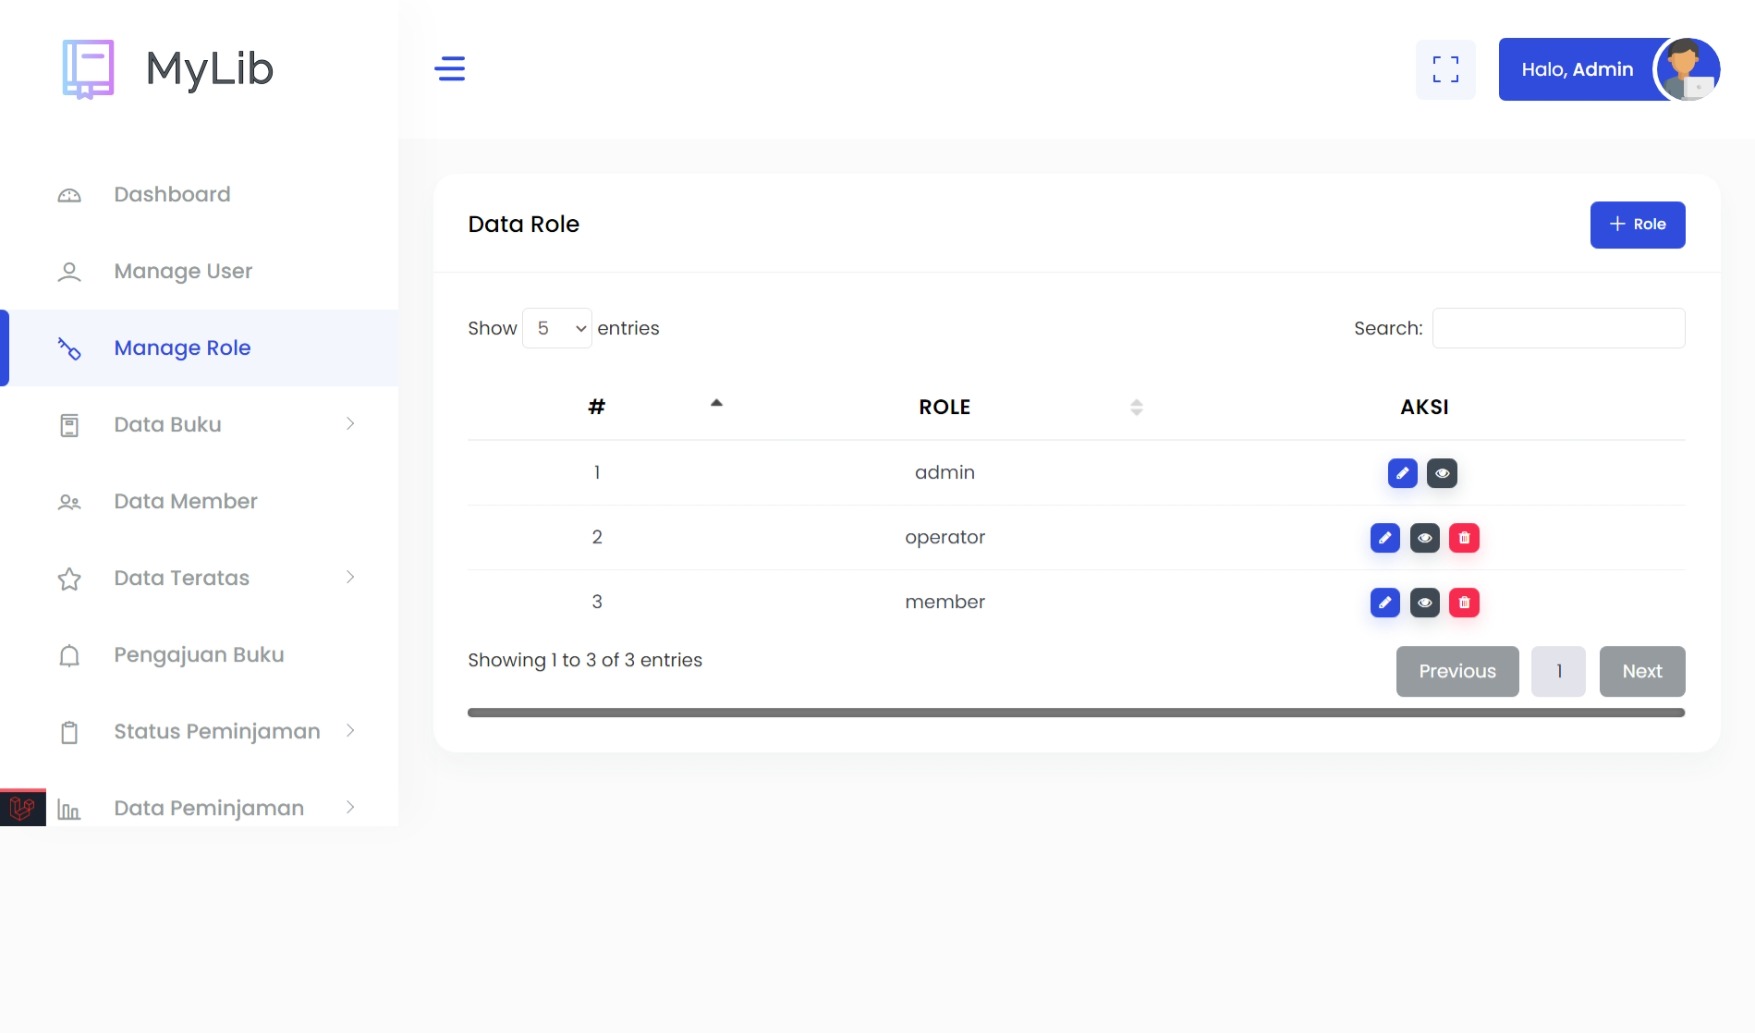 MyLib
Halo, Admin
Dashboard
Manage User
Manage Role
Data Buku
Data Member
Data Teratas
Pengajuan Buku
Status Peminjaman
Data Peminjaman
Data Role
+ Role
Show 5 entries
Search:
# ROLE AKSI
1 admin
2 operator
3 member
Showing 1 to 3 of 3 entries
Previous 1 Next